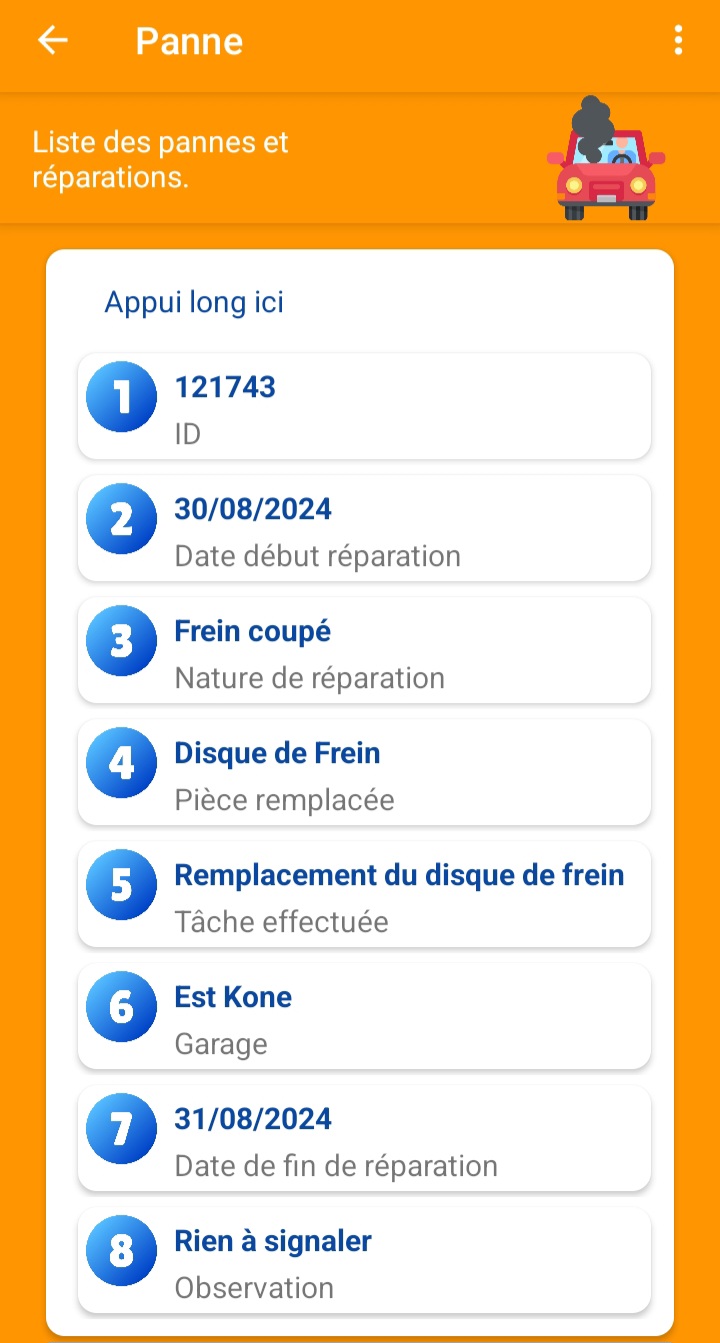 Panne
Liste des pannes et
réparations.
Appui long ici
1
121743
ID
2
30/08/2024
Date début réparation
3
Frein coupé
Nature de réparation
4
Disque de Frein
Pièce remplacée
5
Remplacement du disque de frein
Tâche effectuée
6
Est Kone
Garage
7
31/08/2024
Date de fin de réparation
8
Rien à signaler
Observation